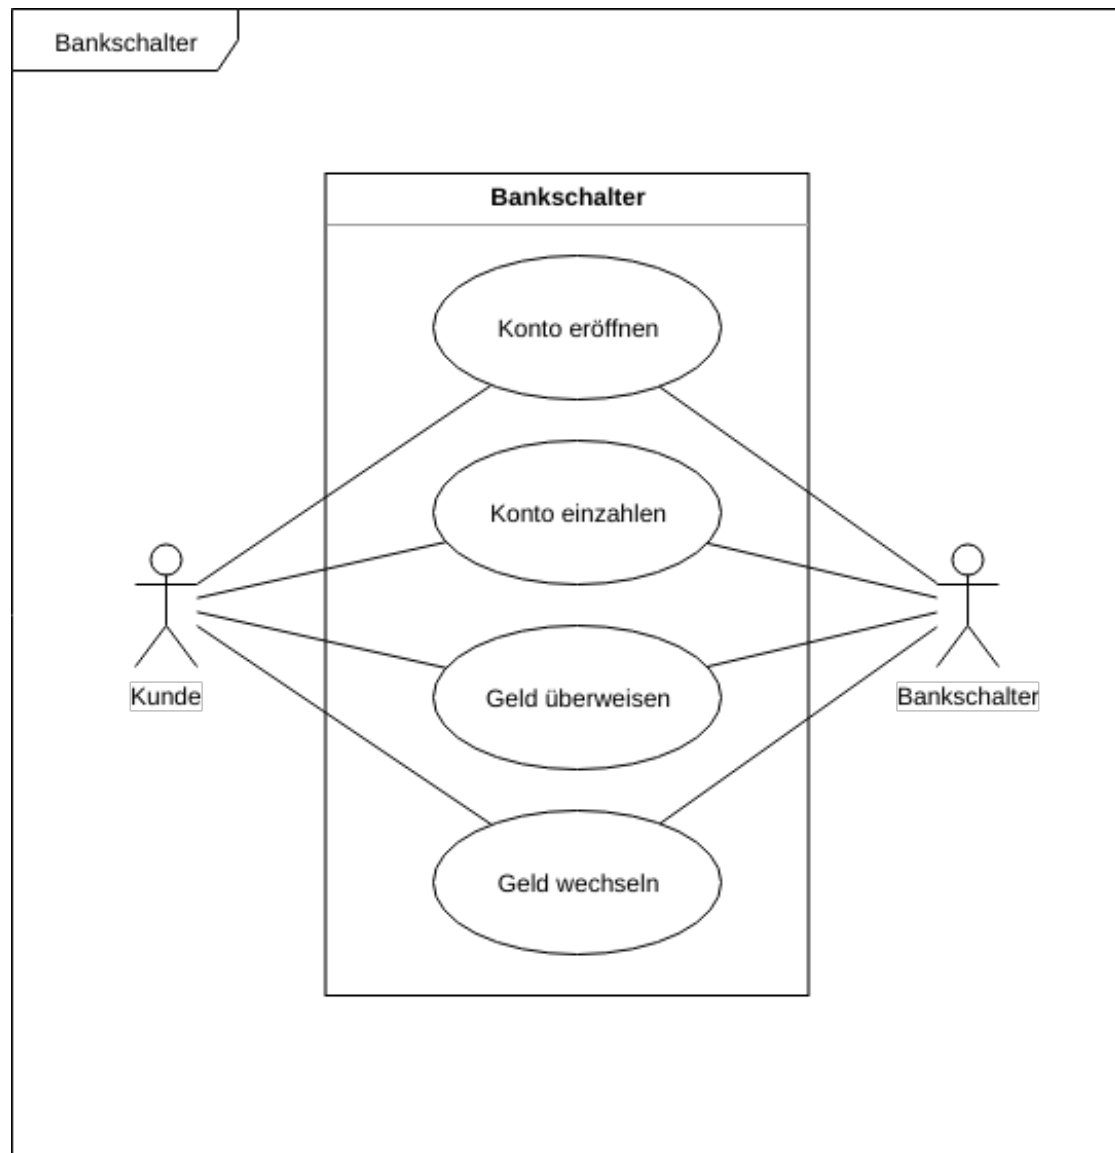 Bankschalter
Bankschalter
Konto eröffnen
Konto einzahlen
Geld überweisen
Kunde
Bankschalter
Geld wechseln